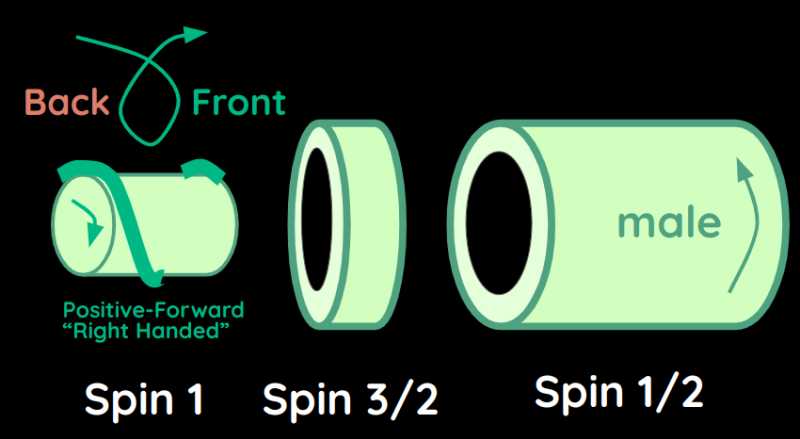 Back Front
male
Positive-Forward
“Right Handed”
Spin 1 Spin 3/2 Spin 1/2